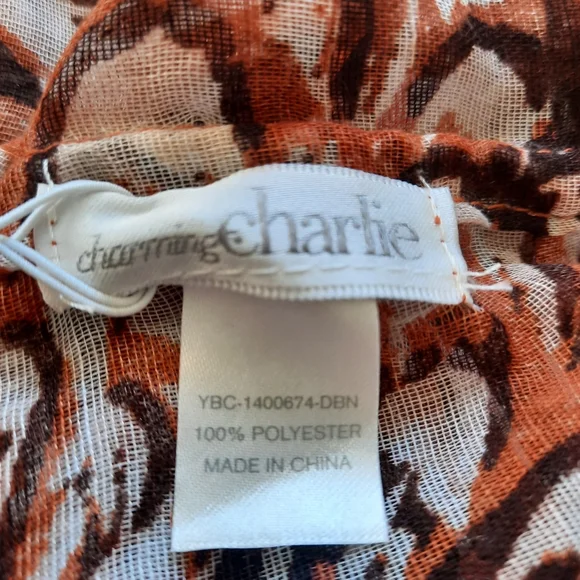 charming charlie
YBC-1400674-DBN
100% POLYESTER
MADE IN CHINA